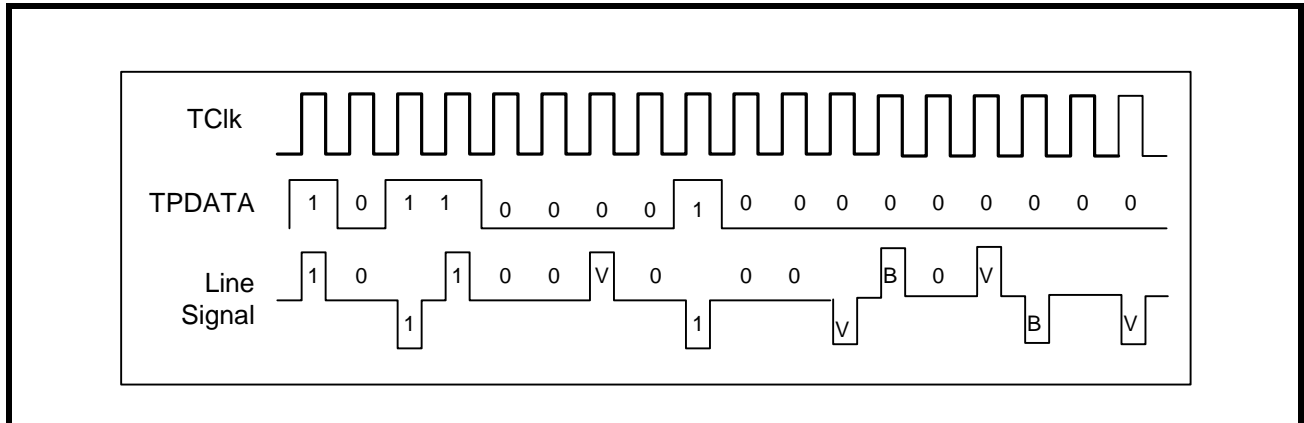 TClk
TPDATA 1 0 1 1 0 0 0 0 1 0 0 0 0 0 0 0 0 0
Line Signal 1 0 1 1 0 0 V 0 1 0 0 V B 0 V B V